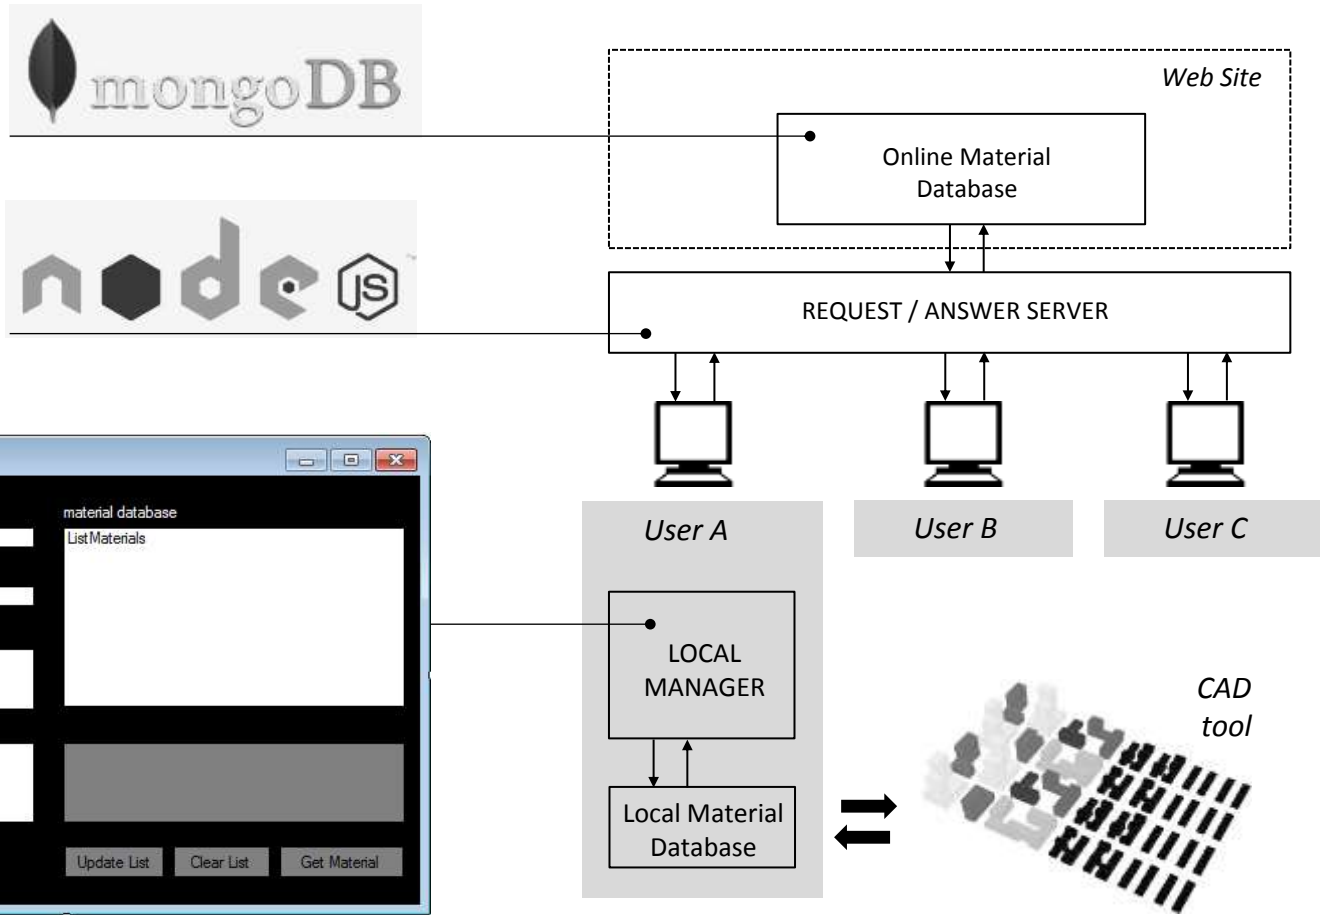 mongoDB
Web Site
Online Material
Database
node
JS
™
REQUEST / ANSWER SERVER
User A
User B
User C
material database
ListMaterials
LOCAL
MANAGER
CAD
tool
Local Material
Database
Update List
Clear List
Get Material